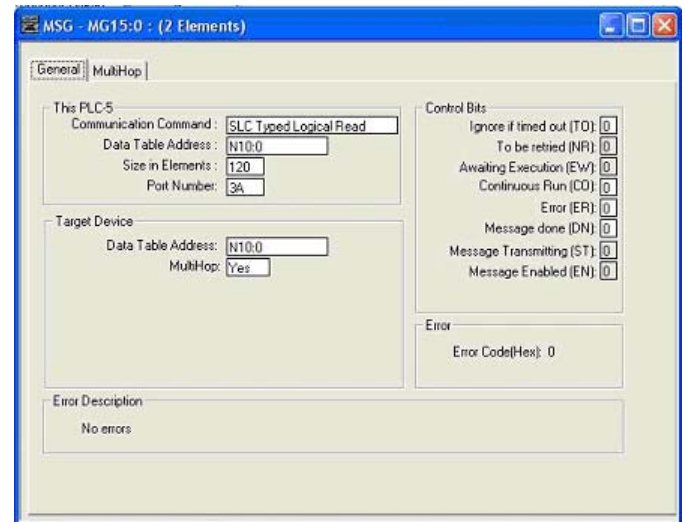 MSG - MG15:0 : (2 Elements)
General MultiHop
This PLC-5
Communication Command : SLC Typed Logical Read
Data Table Address : N10:0
Size in Elements : 120
Port Number: 3A
Target Device
Data Table Address: N10:0
MultiHop: Yes
Control Bits
Ignore if timed out (TO): 0
To be retried (NR): 0
Awaiting Execution (EW): 0
Continuous Run (CO): 0
Error (ER): 0
Message done (DN): 0
Message Transmitting (ST): 0
Message Enabled (EN): 0
Error
Error Code(Hex): 0
Error Description
No errors